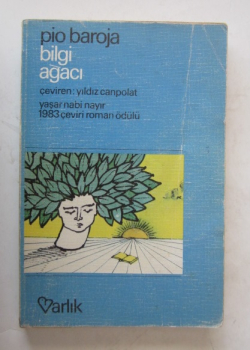 pio baroja
bilgi
ağacı
çeviren: yıldız canpolat
yaşar nabi nayır
1983 çeviri roman ödülü
Varlık